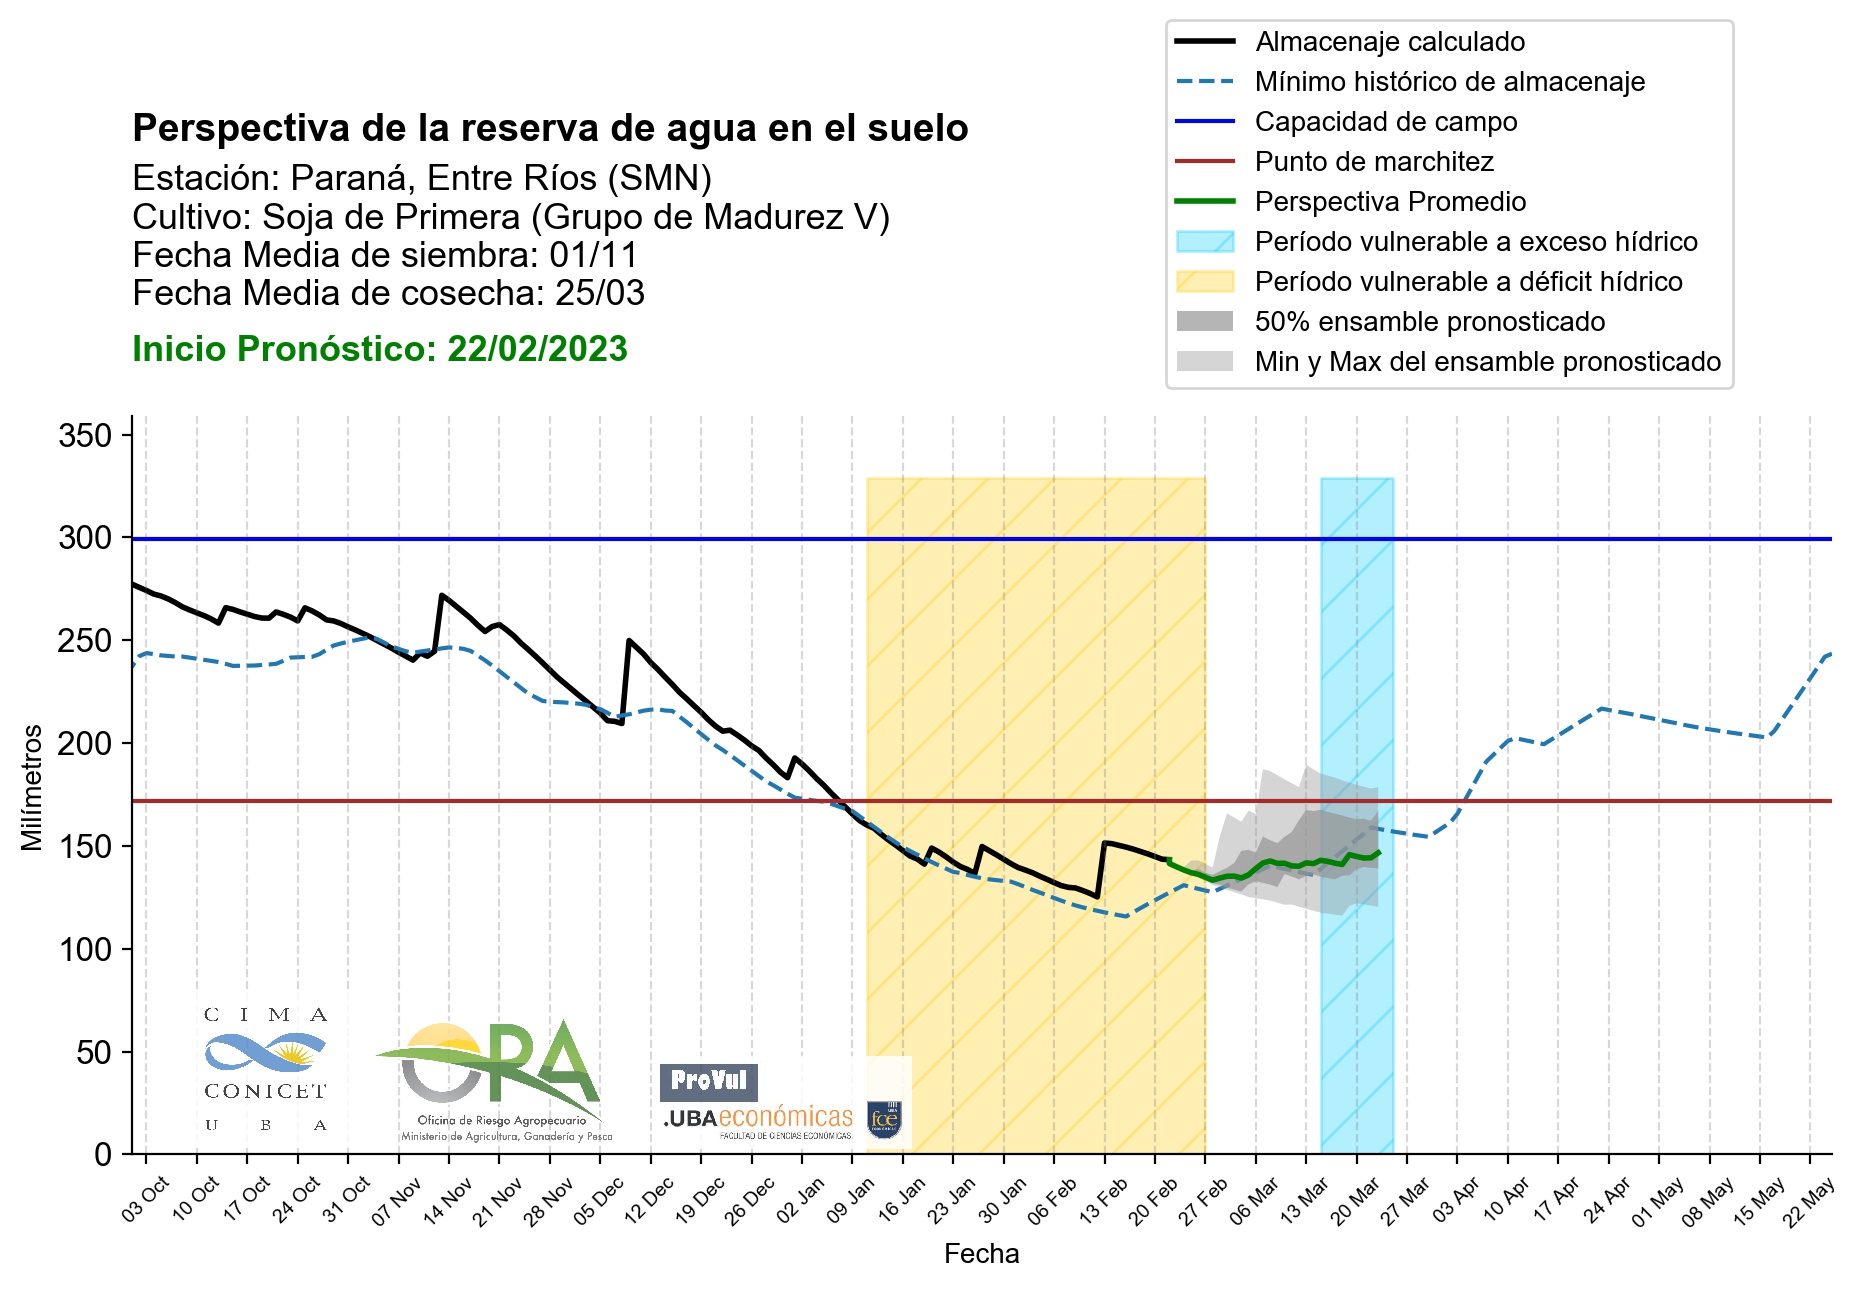 Almacenaje calculado
Mínimo histórico de almacenaje
Capacidad de campo
Punto de marchitez
Perspectiva Promedio
Período vulnerable a exceso hídrico
Período vulnerable a déficit hídrico
50% ensamble pronosticado
Min y Max del ensamble pronosticado
Perspectiva de la reserva de agua en el suelo
Estación: Paraná, Entre Ríos (SMN)
Cultivo: Soja de Primera (Grupo de Madurez V)
Fecha Media de siembra: 01/11
Fecha Media de cosecha: 25/03
Inicio Pronóstico: 22/02/2023
350
300
250
200
150
100
50
0
Milímetros
CIMA
CONICET
UBA
ORA
Oficina de Riesgo Agropecuario
Ministerio de Agricultura, Ganadería y Pesca
ProVul
.UBAeconómicas
FACULTAD DE CIENCIAS ECONÓMICAS
UBA
fce
ECONÓMICAS
03 Oct
10 Oct
17 Oct
24 Oct
31 Oct
07 Nov
14 Nov
21 Nov
28 Nov
05 Dec
12 Dec
19 Dec
26 Dec
02 Jan
09 Jan
16 Jan
23 Jan
30 Jan
06 Feb
13 Feb
20 Feb
27 Feb
06 Mar
13 Mar
20 Mar
27 Mar
03 Apr
10 Apr
17 Apr
24 Apr
01 May
08 May
15 May
22 May
Fecha